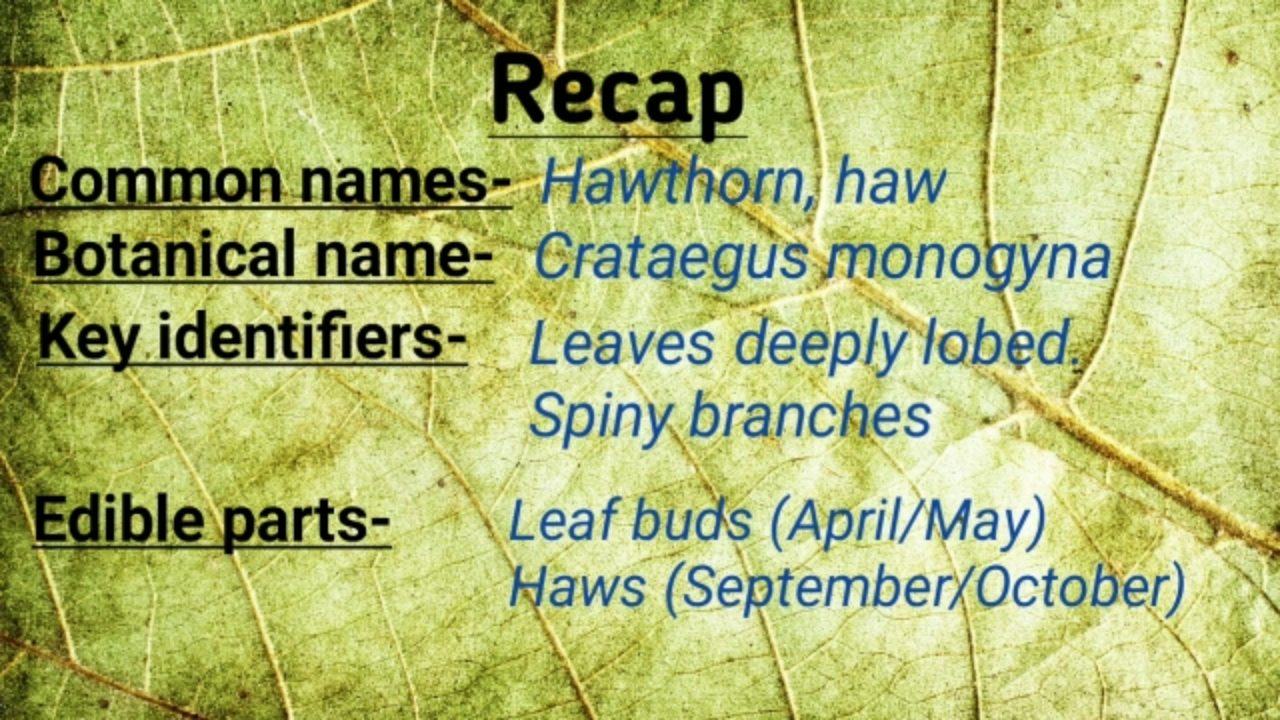 Recap
Common names- Hawthorn, haw
Botanical name- Crataegus monogyna
Key identifiers- Leaves deeply lobed.
Spiny branches
Edible parts- Leaf buds (April/May)
Haws (September/October)